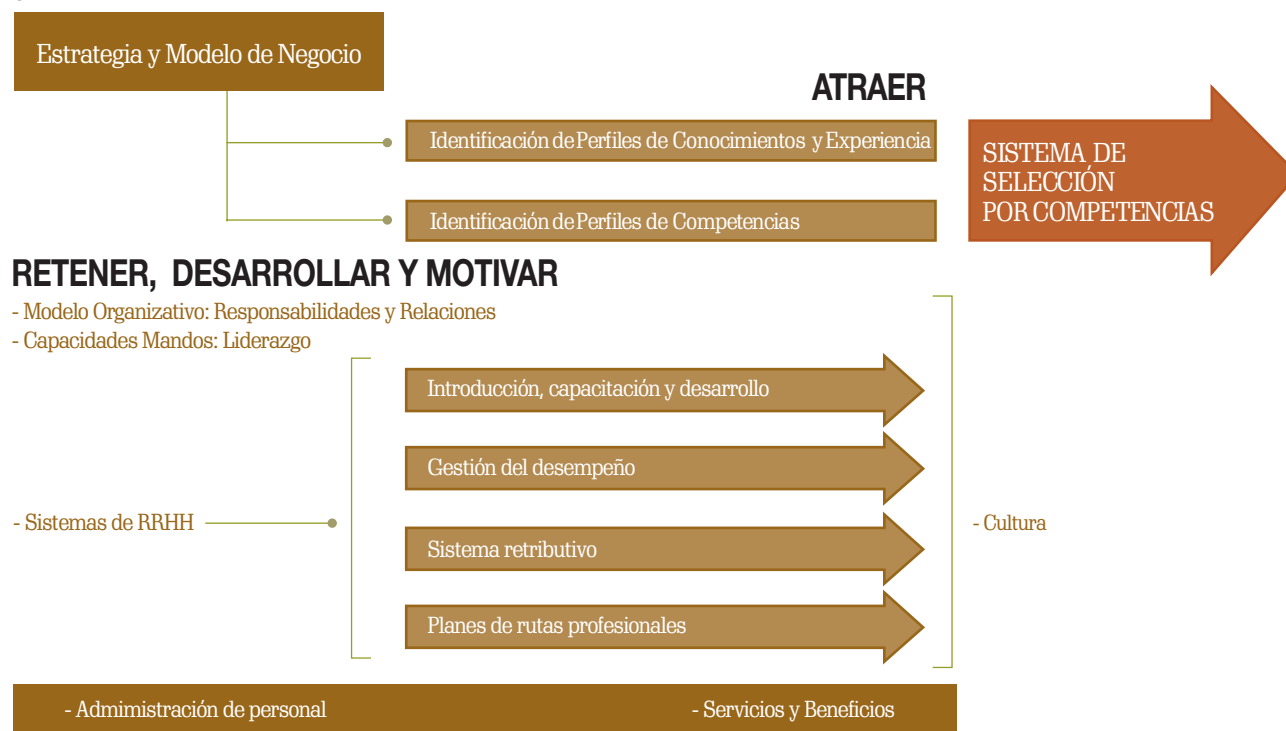 Estrategia y Modelo de Negocio
ATRAER
Identificación de Perfiles de Conocimientos y Experiencia
Identificación de Perfiles de Competencias
SISTEMA DE
SELECCIÓN
POR COMPETENCIAS
RETENER, DESARROLLAR Y MOTIVAR
- Modelo Organizativo: Responsabilidades y Relaciones
- Capacidades Mandos: Liderazgo
- Sistemas de RRHH
Introducción, capacitación y desarrollo
Gestión del desempeño
Sistema retributivo
Planes de rutas profesionales
- Cultura
- Admimistración de personal
- Servicios y Beneficios